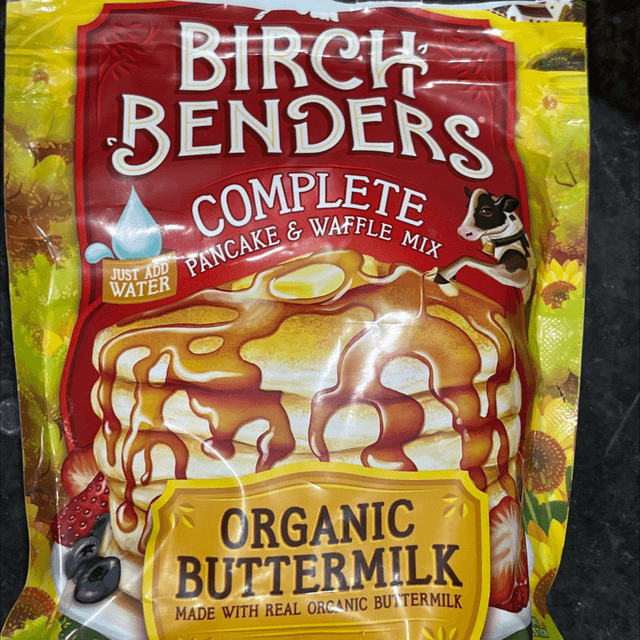 BIRCH
BENDERS
COMPLETE
PANCAKE & WAFFLE MIX
JUST ADD
WATER
ORGANIC
BUTTERMILK
MADE WITH REAL ORGANIC BUTTERMILK